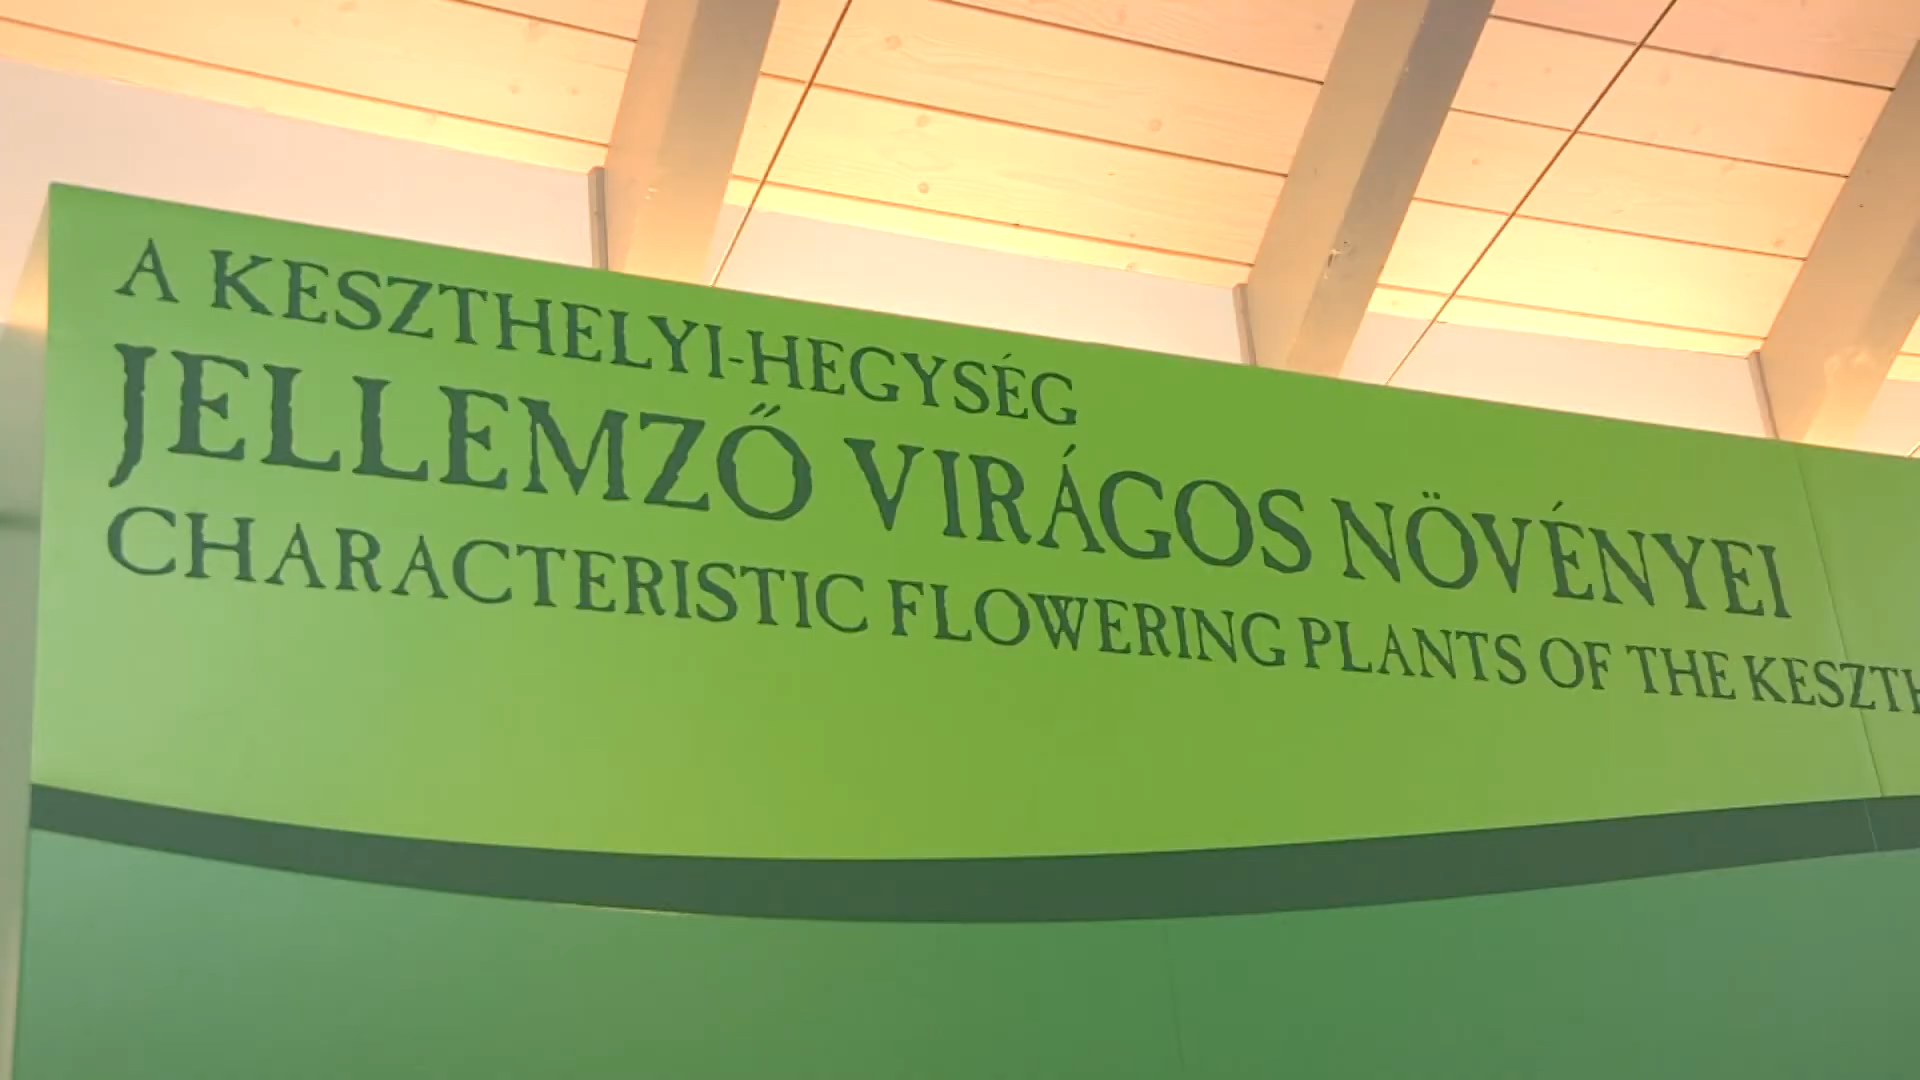 A KESZTHELYI-HEGYSÉG
JELLEMZŐ VIRÁGOS NÖVÉNYEI
CHARACTERISTIC FLOWERING PLANTS OF THE